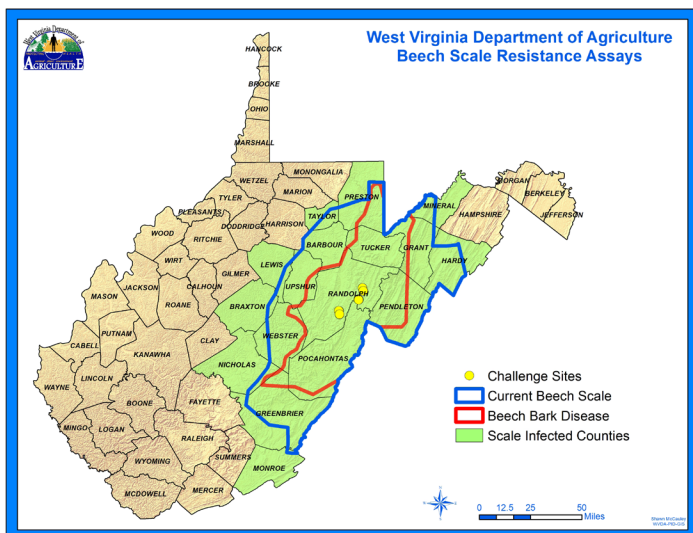 West Virginia Department of Agriculture
Beech Scale Resistance Assays
West Virginia Department of
AGRICULTURE
HANCOCK
BROOKE
OHIO
MARSHALL
WETZEL
MONONGALIA
MARION
PRESTON
MORGAN
BERKELEY
JEFFERSON
MINERAL
HAMPSHIRE
TYLER
PLEASANTS
DODDRIDGE
HARRISON
TAYLOR
WOOD
RITCHIE
BARBOUR
TUCKER
GRANT
HARDY
WIRT
GILMER
LEWIS
UPSHUR
RANDOLPH
MASON
JACKSON
CALHOUN
ROANE
BRAXTON
PENDLETON
PUTNAM
CLAY
WEBSTER
CABELL
KANAWHA
NICHOLAS
POCAHONTAS
WAYNE
LINCOLN
BOONE
FAYETTE
GREENBRIER
MINGO
LOGAN
RALEIGH
SUMMERS
WYOMING
MONROE
MCDOWELL
MERCER
Challenge Sites
Current Beech Scale
Beech Bark Disease
Scale Infected Counties
0 12.5 25 50
Miles